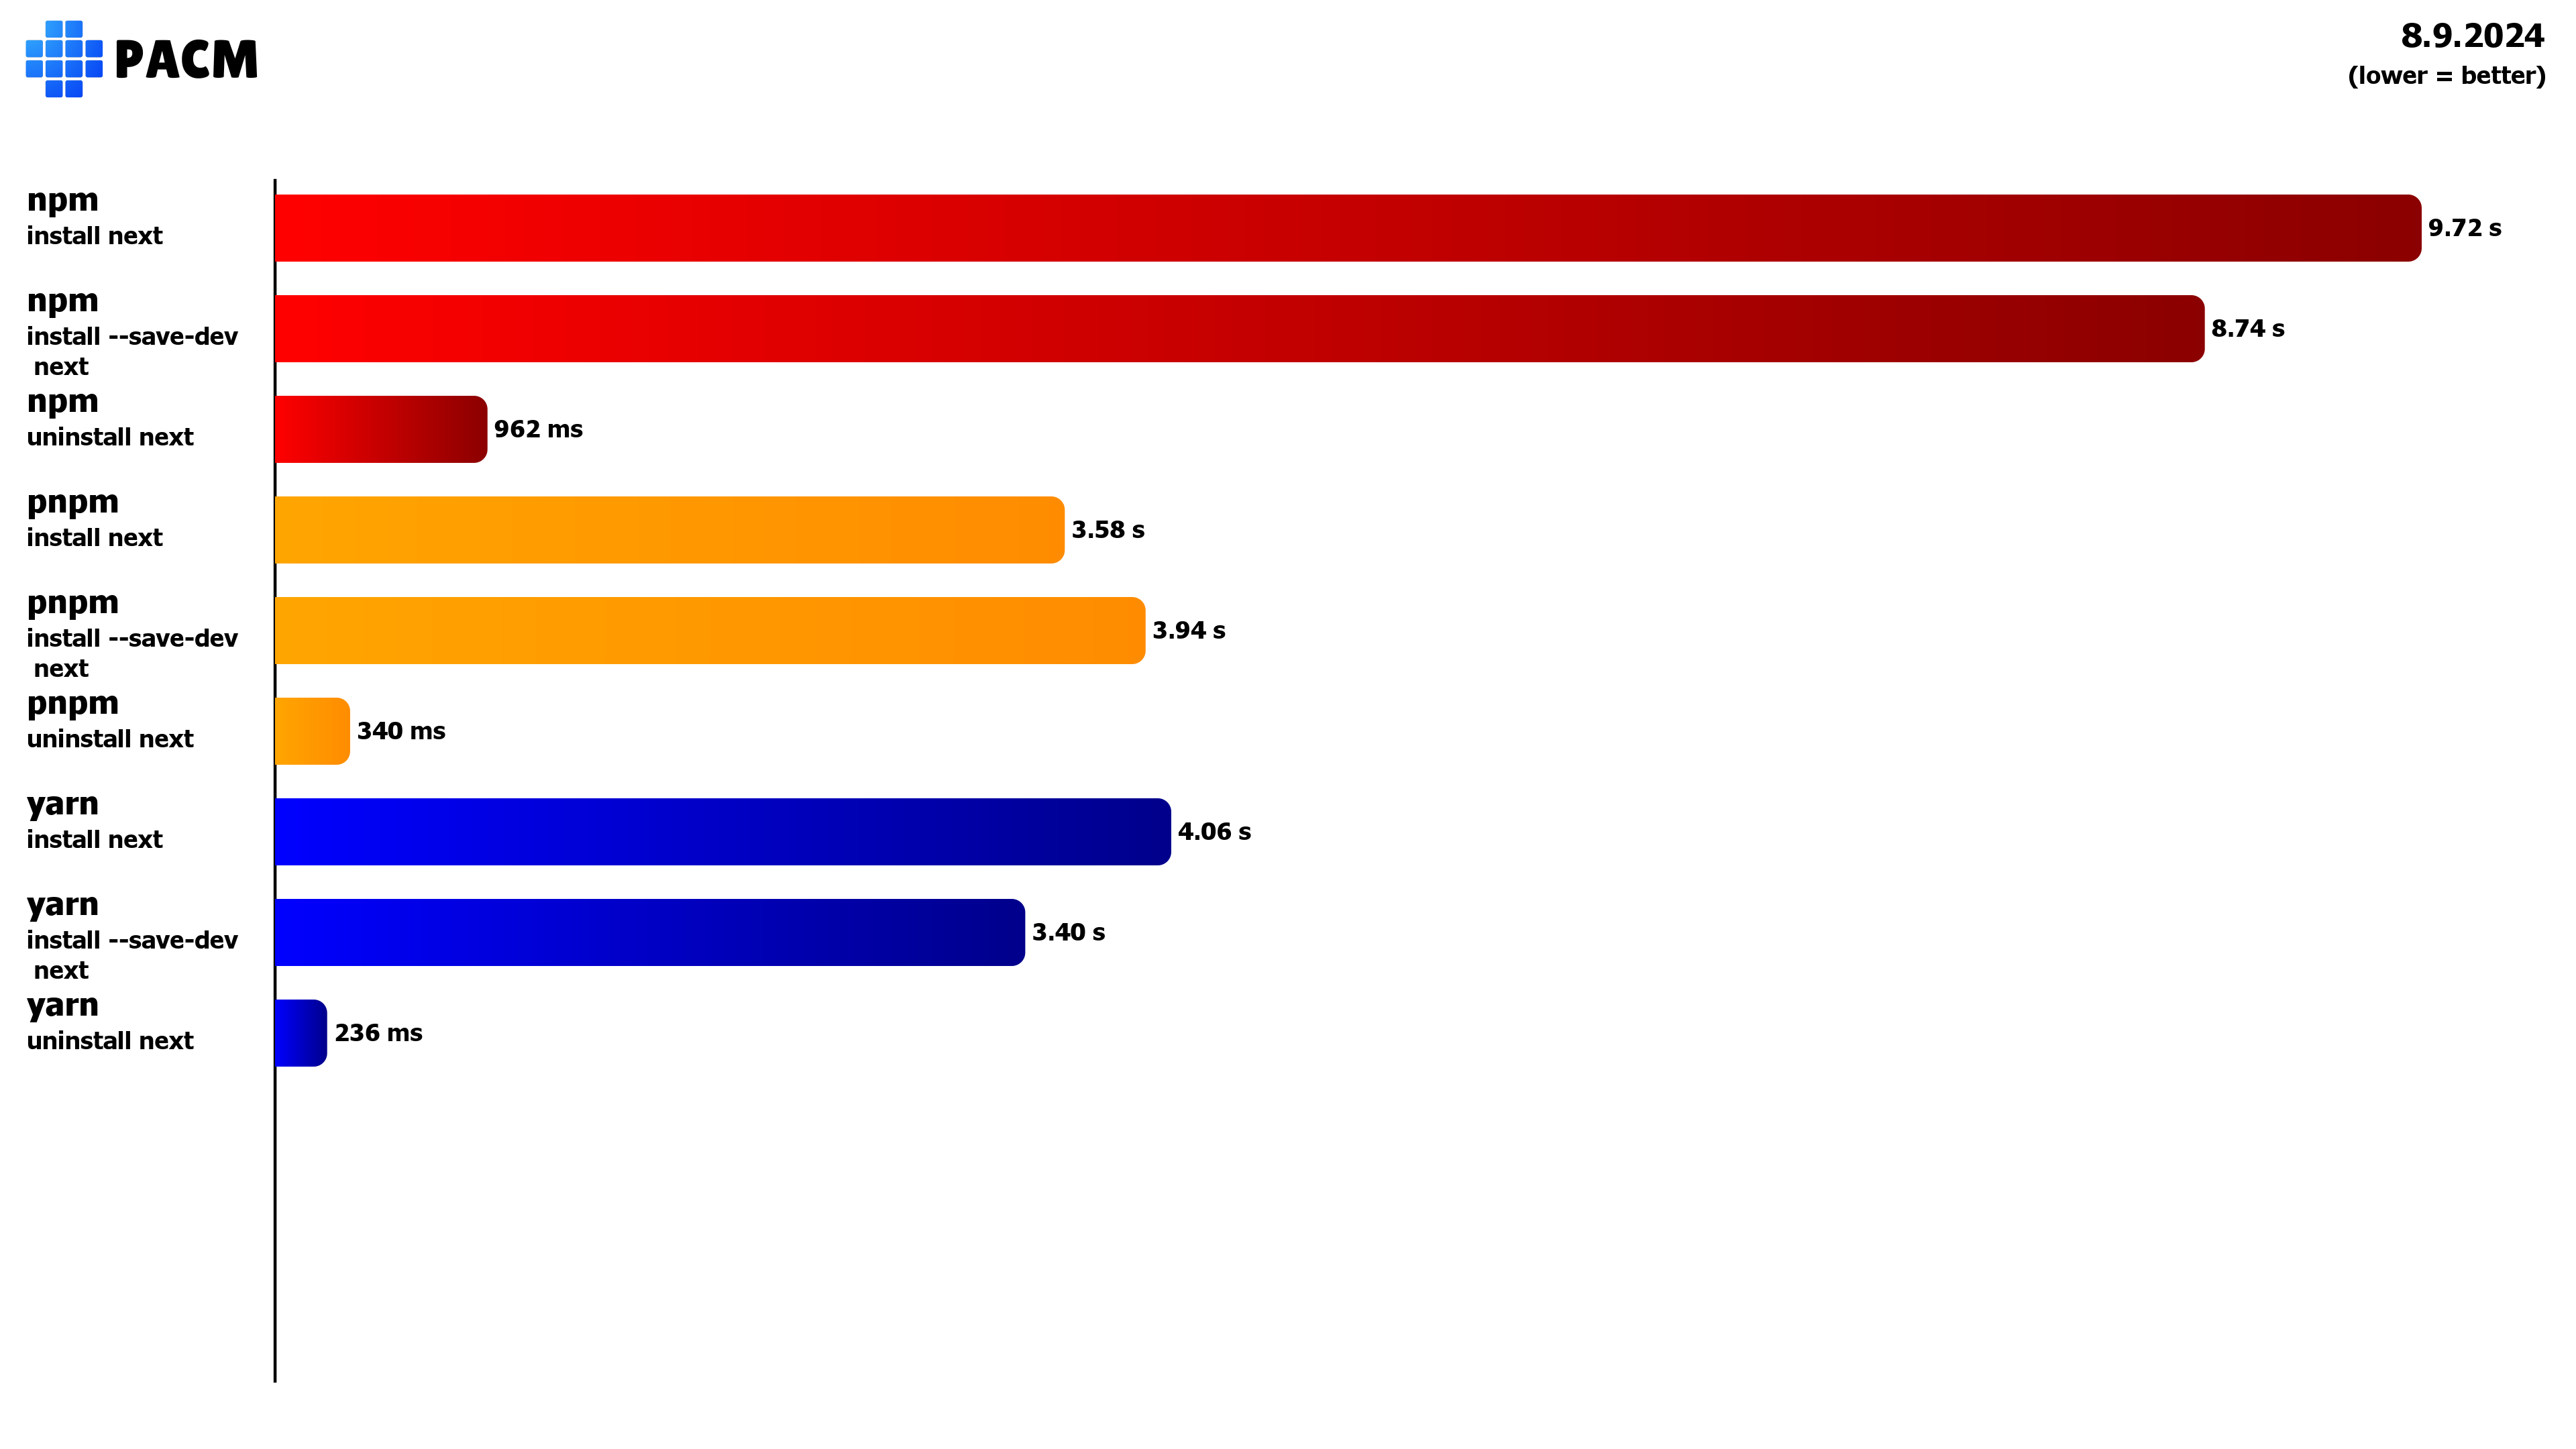 PACM
8.9.2024
(lower = better)
npm
install next
9.72 s
npm
install --save-dev
next
8.74 s
npm
uninstall next
962 ms
pnpm
install next
3.58 s
pnpm
install --save-dev
next
3.94 s
pnpm
uninstall next
340 ms
yarn
install next
4.06 s
yarn
install --save-dev
next
3.40 s
yarn
uninstall next
236 ms